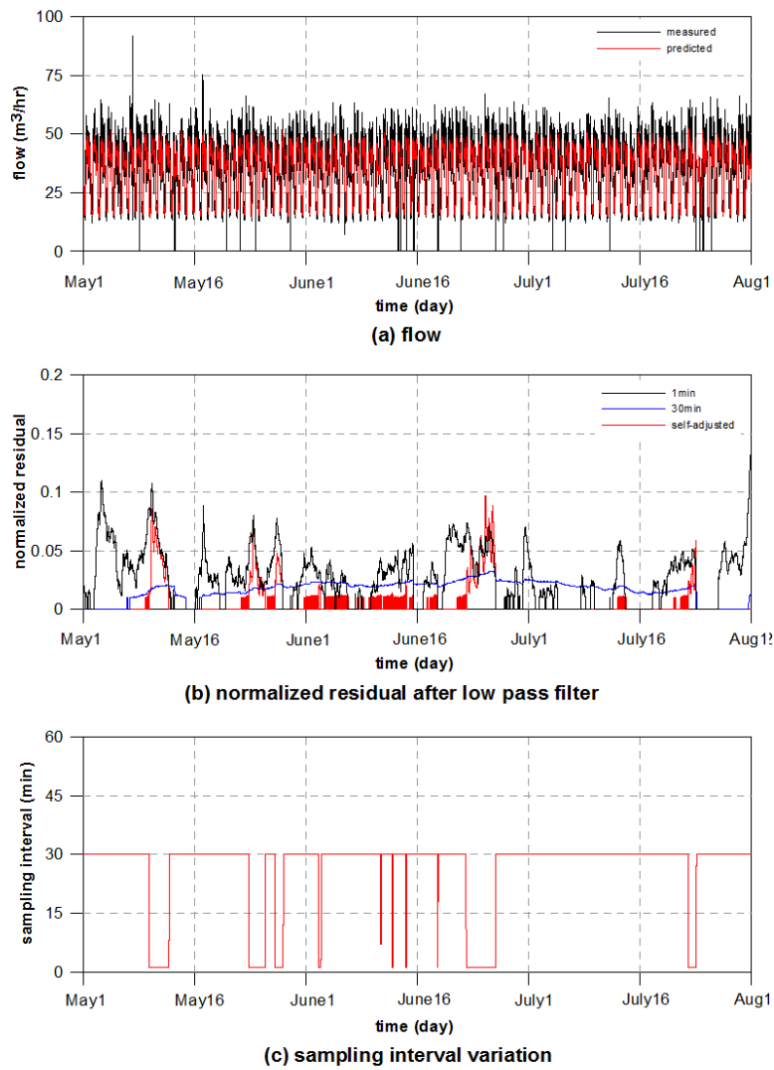 100
measured
predicted
75
50
25
0
flow (m3/hr)
May1 May16 June1 June16 July1 July16 Aug1
time (day)
(a) flow
0.2
1min
30min
self-adjusted
0.15
0.1
0.05
0
normalized residual
May1 May16 June1 June16 July1 July16 Aug12
time (day)
(b) normalized residual after low pass filter
60
45
30
15
0
sampling interval (min)
May1 May16 June1 June16 July1 July16 Aug1
time (day)
(c) sampling interval variation